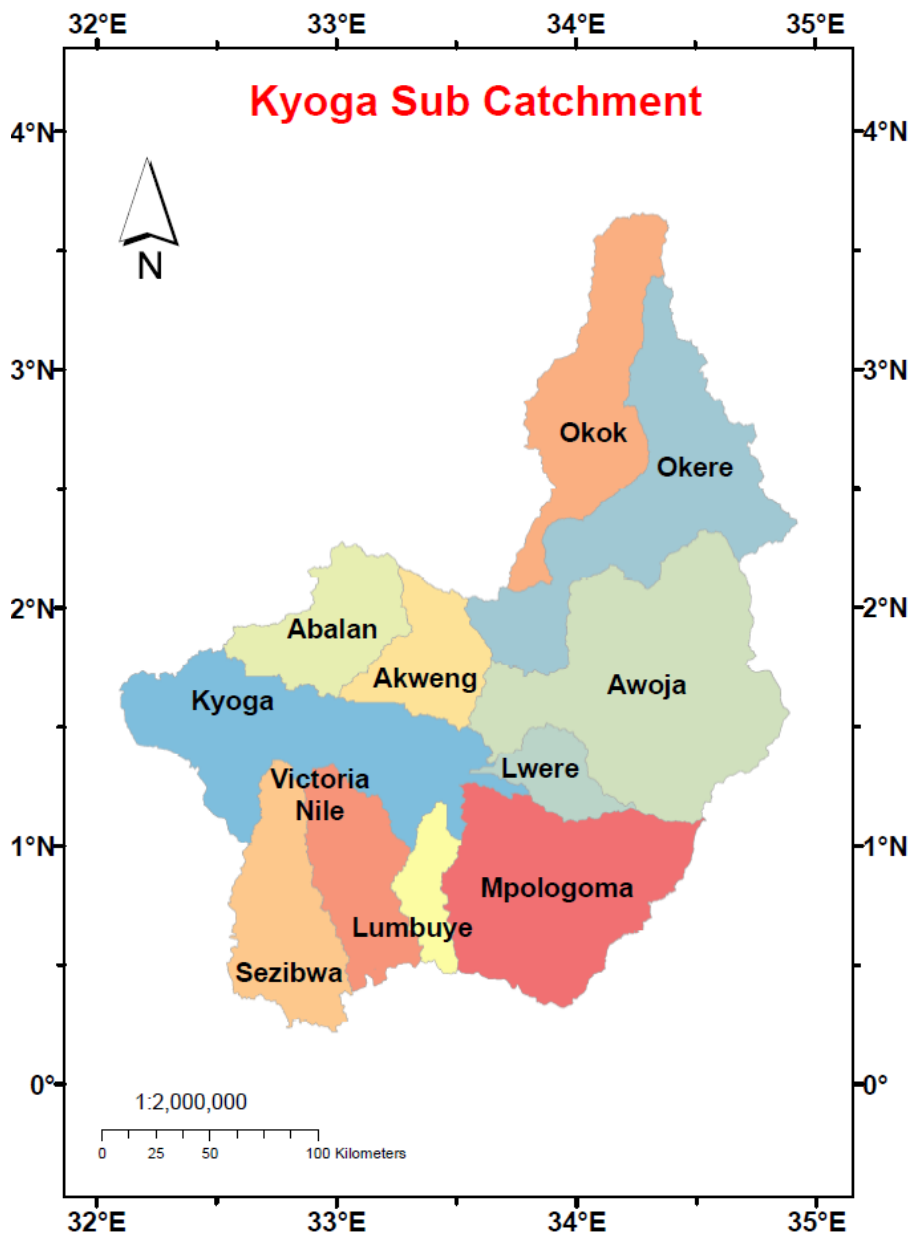 32°E 33°E 34°E 35°E
Kyoga Sub Catchment
4°N 4°N
N
3°N 3°N
Okok
Okere
2°N 2°N
Abalan
Akweng
Awoja
Kyoga
Lwere
Victoria
Nile
1°N 1°N
Mpologoma
Lumbuye
Sezibwa
0° 0°
1:2,000,000
0 25 50 100 Kilometers
32°E 33°E 34°E 35°E